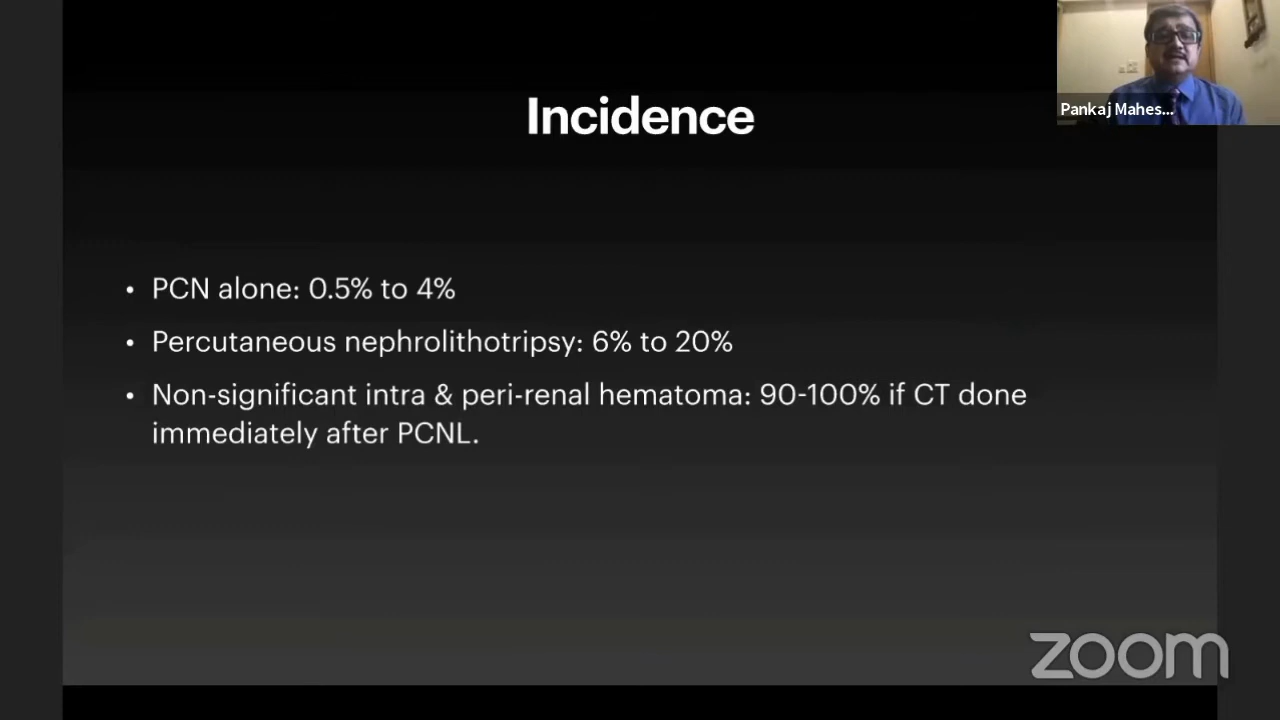 Incidence
Pankaj Mahes...
• PCN alone: 0.5% to 4%
• Percutaneous nephrolithotripsy: 6% to 20%
• Non-significant intra & peri-renal hematoma: 90-100% if CT done
immediately after PCNL.
zoom